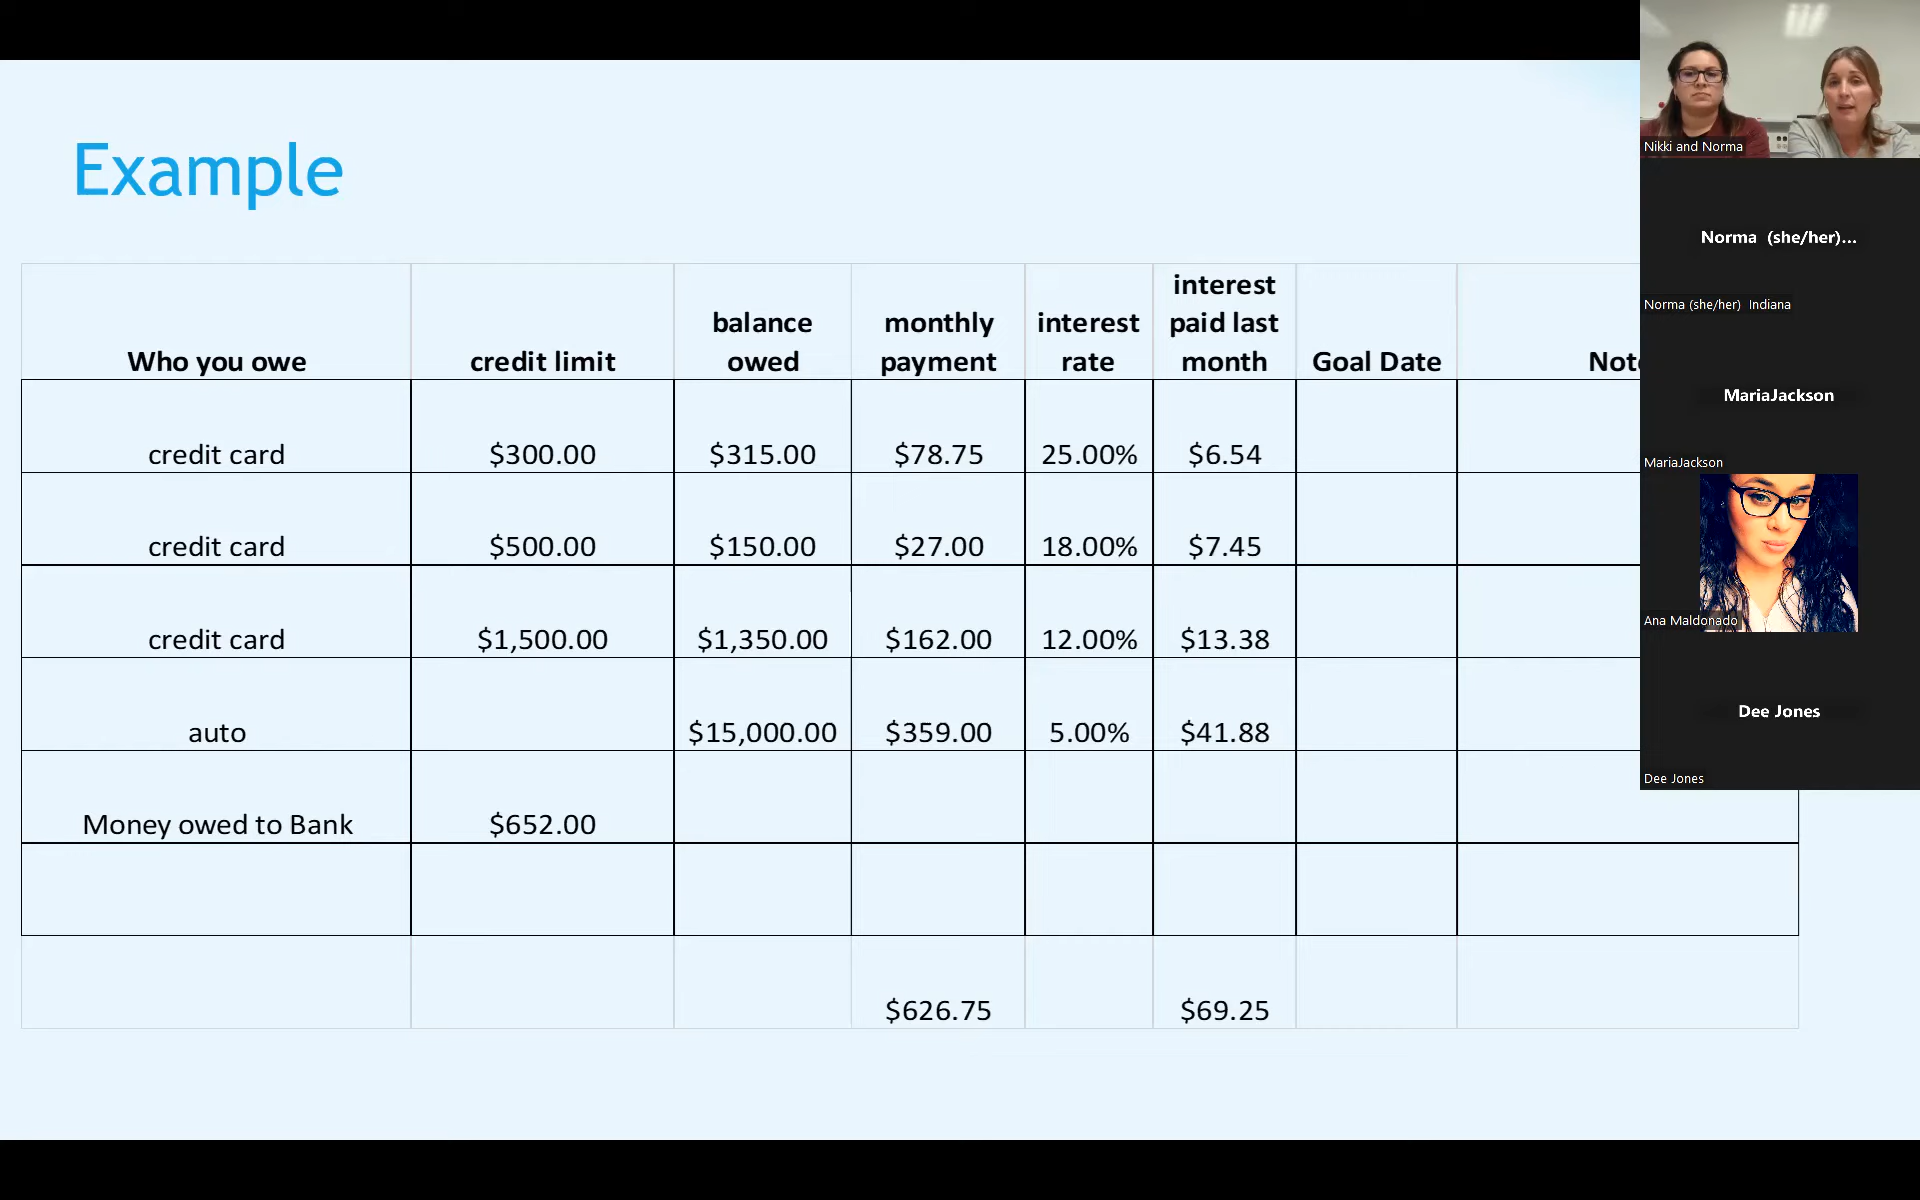 Example
interest
balance monthly interest paid last
Who you owe credit limit owed payment rate month Goal Date
credit card $300.00 $315.00 $78.75 25.00% $6.54
credit card $500.00 $150.00 $27.00 18.00% $7.45
credit card $1,500.00 $1,350.00 $162.00 12.00% $13.38
auto $15,000.00 $359.00 5.00% $41.88
Money owed to Bank $652.00
$626.75 $69.25
Nikki and Norma
Norma (she/her)...
Norma (she/her) Indiana
MariaJackson
MariaJackson
Ana Maldonado
Dee Jones
Dee Jones